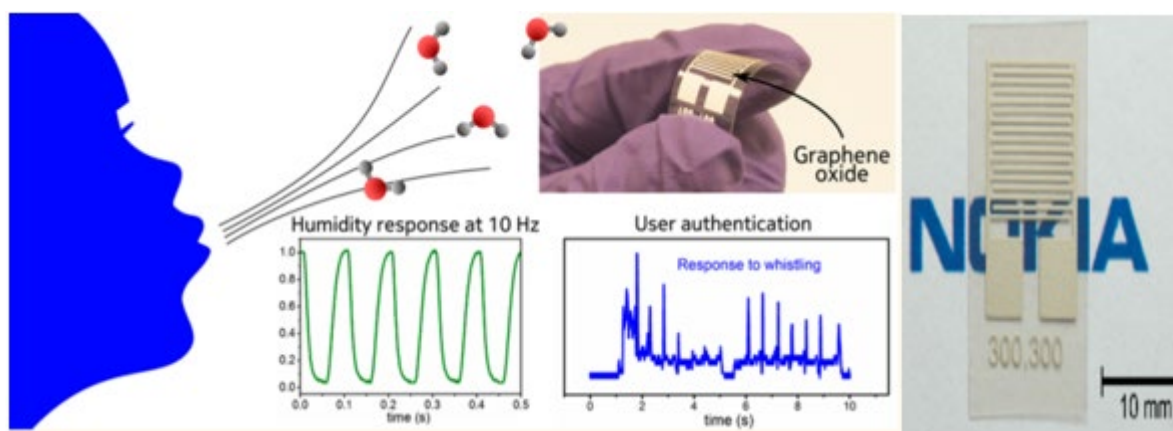 Graphene
oxide
Humidity response at 10 Hz
1.0
0.8
0.6
0.4
0.2
0.0
0.0 0.1 0.2 0.3 0.4 0.5
time (s)
User authentication
Response to whistling
0 2 4 6 8 10
time (s)
NOKIA
300,300
10 mm